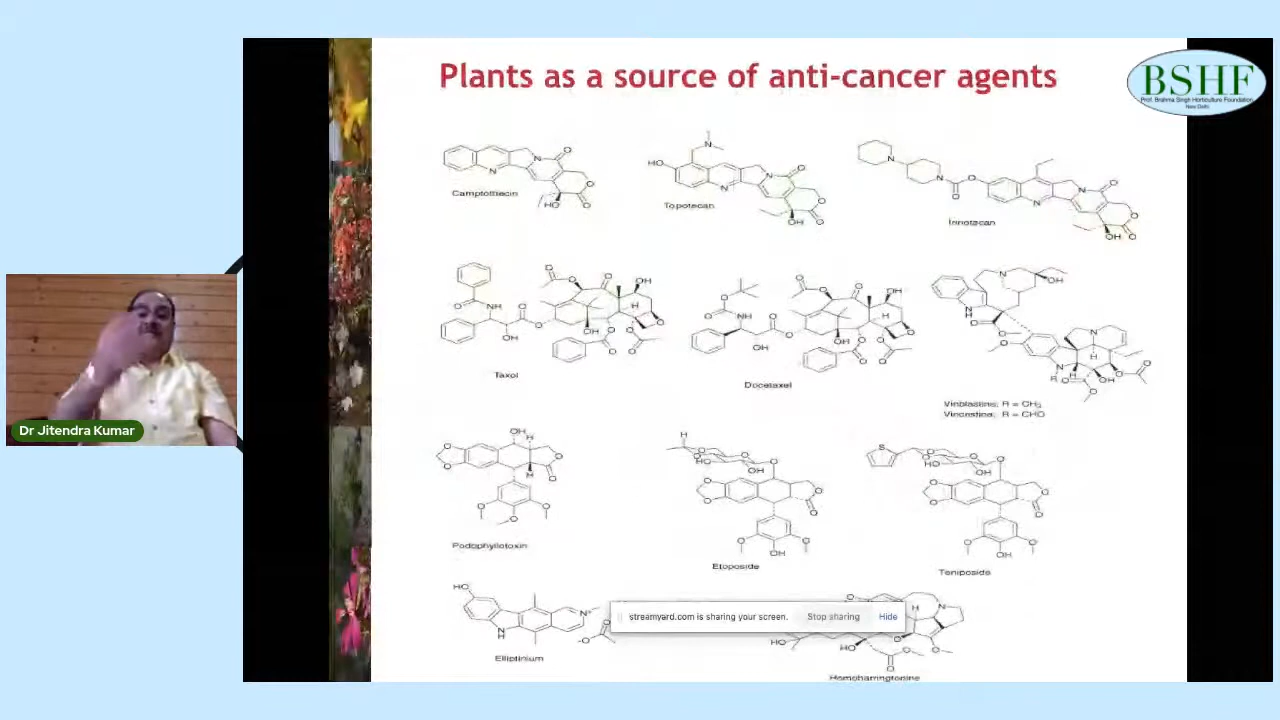 Plants as a source of anti-cancer agents
BSHF
Prof. Brahma Singh Horticulture Foundation
New Delhi
Camptothecin
Topotecan
Irinotecan
Taxol
Docetaxel
Vinblastine; R = CH₃
Vincristine; R = CHO
Dr Jitendra Kumar
Podophyllotoxin
Etoposide
Teniposide
streamyard.com is sharing your screen. Stop sharing Hide
Elliptinium
Homoharringtonine